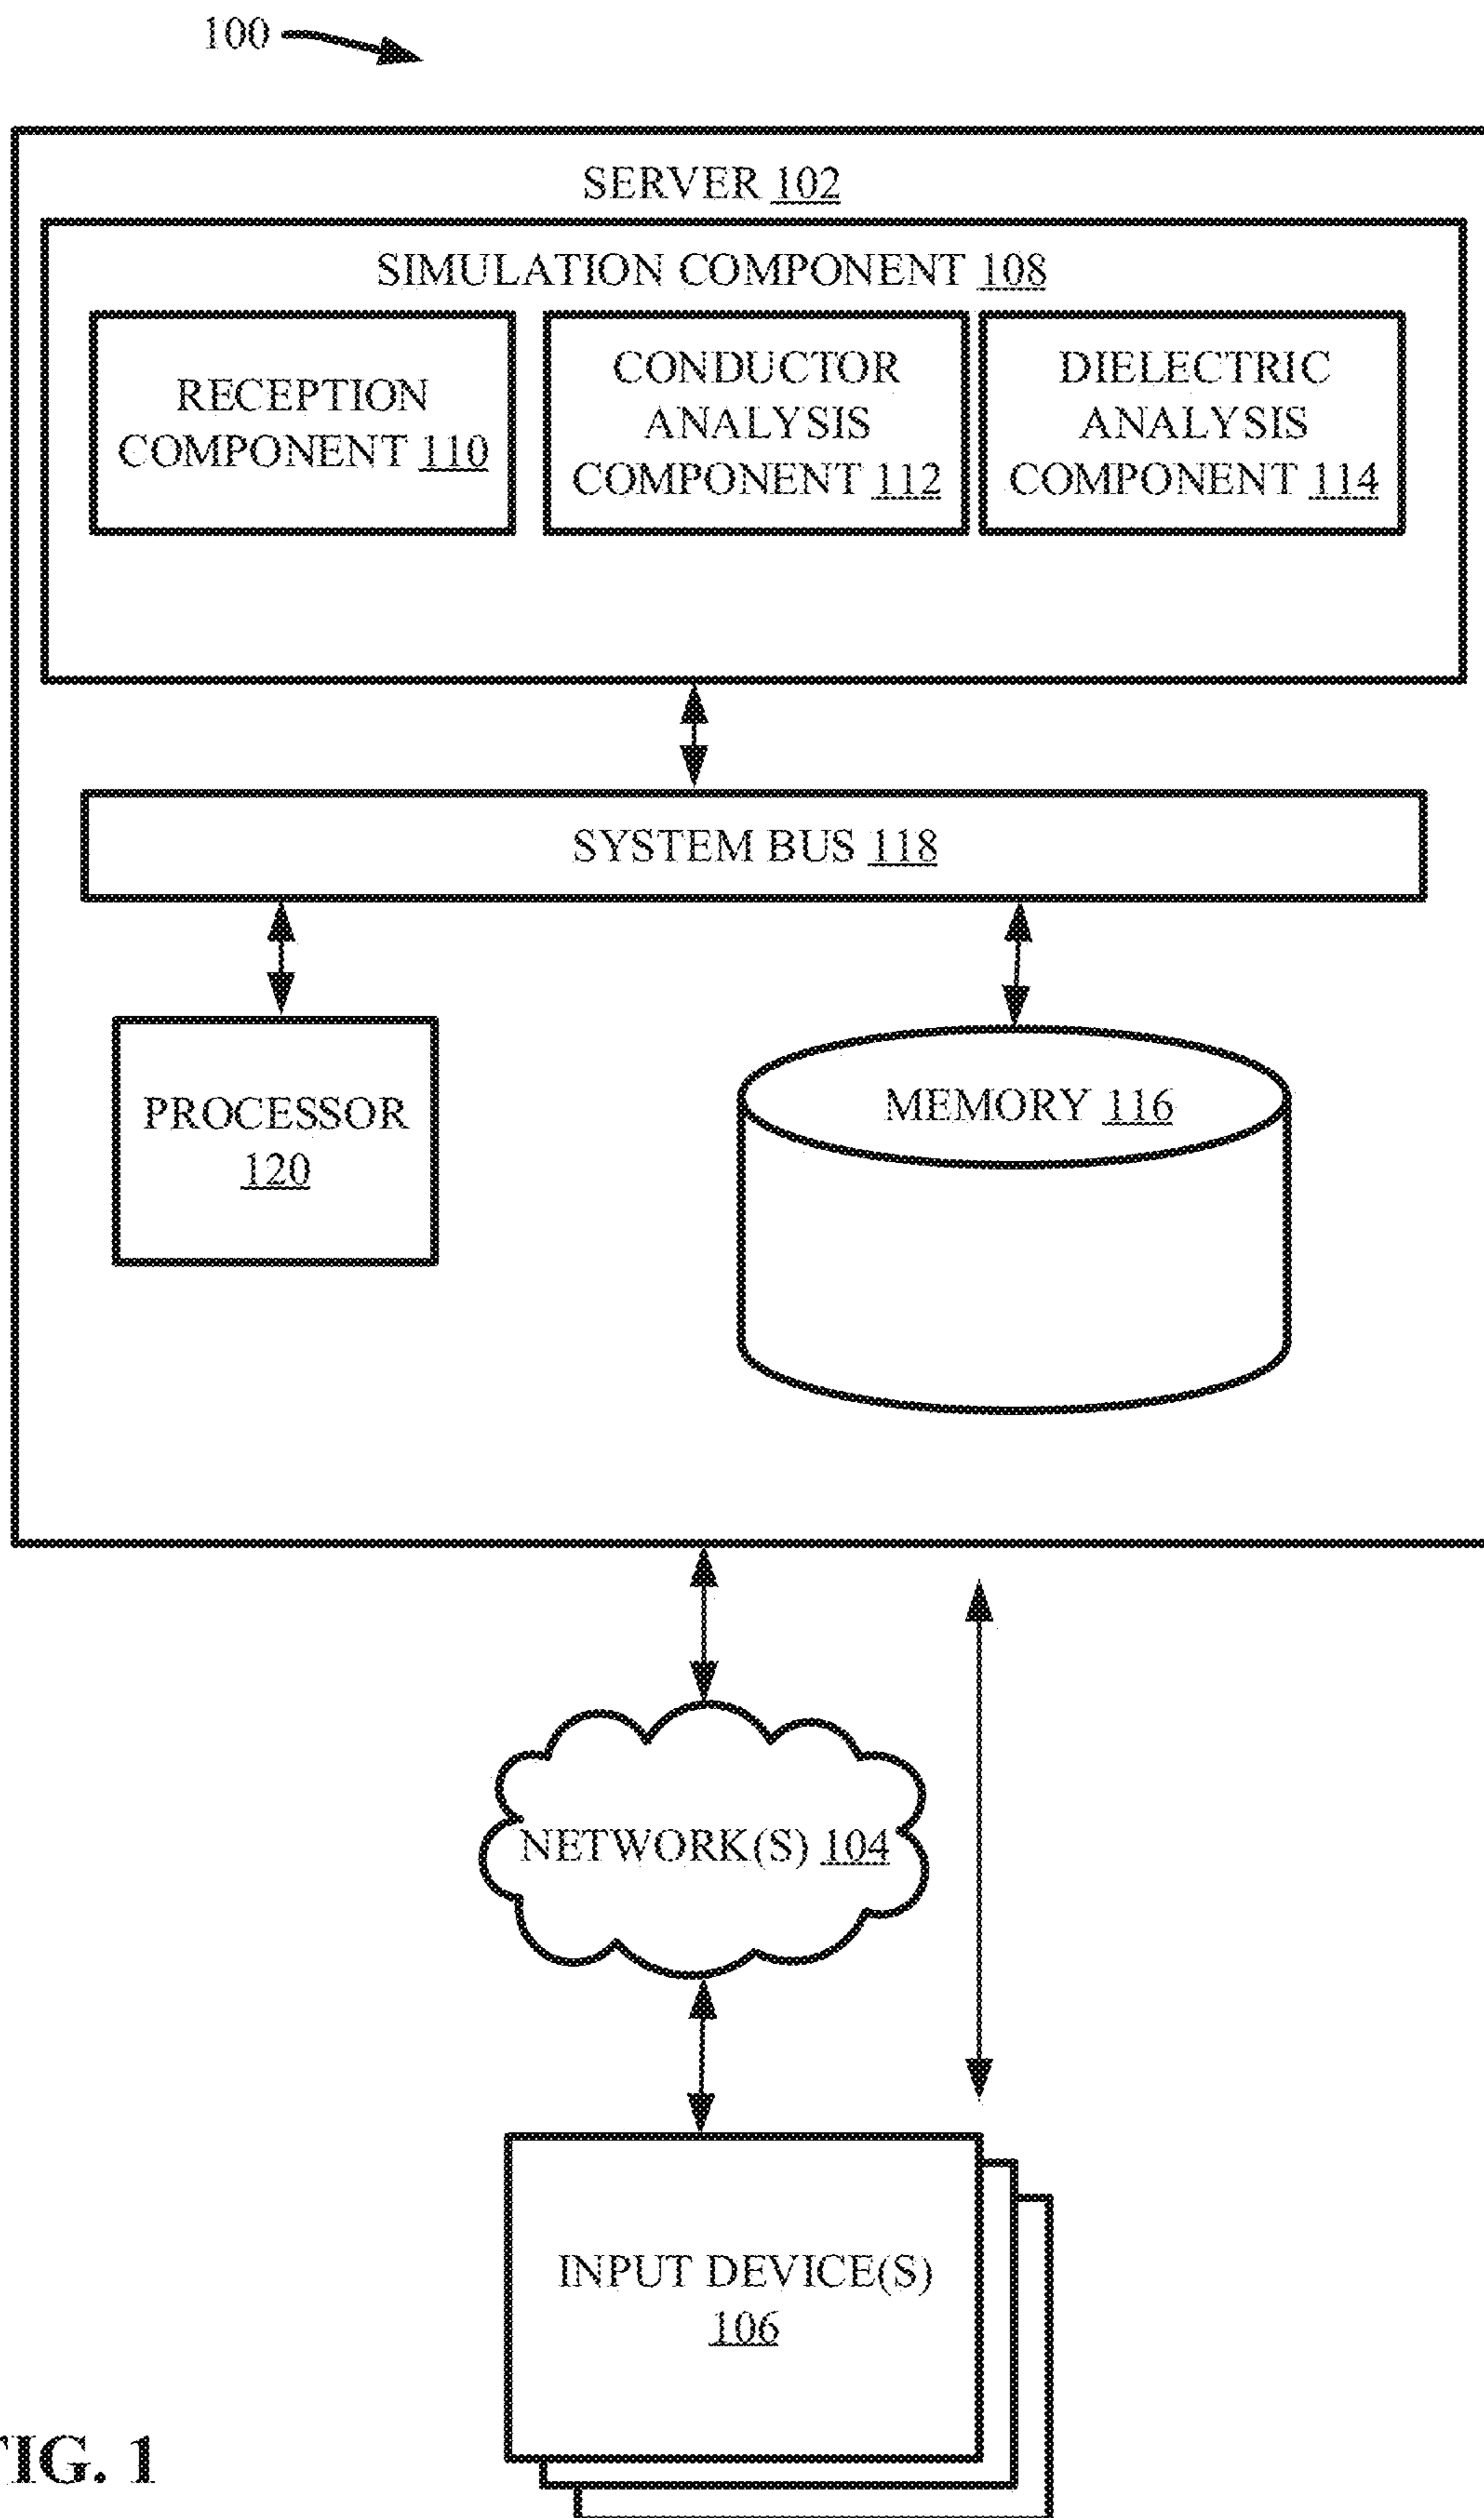 100
SERVER 102
SIMULATION COMPONENT 108
RECEPTION
COMPONENT 110
CONDUCTOR
ANALYSIS
COMPONENT 112
DIELECTRIC
ANALYSIS
COMPONENT 114
SYSTEM BUS 118
PROCESSOR
120
MEMORY 116
NETWORK(S) 104
INPUT DEVICE(S)
106
FIG. 1